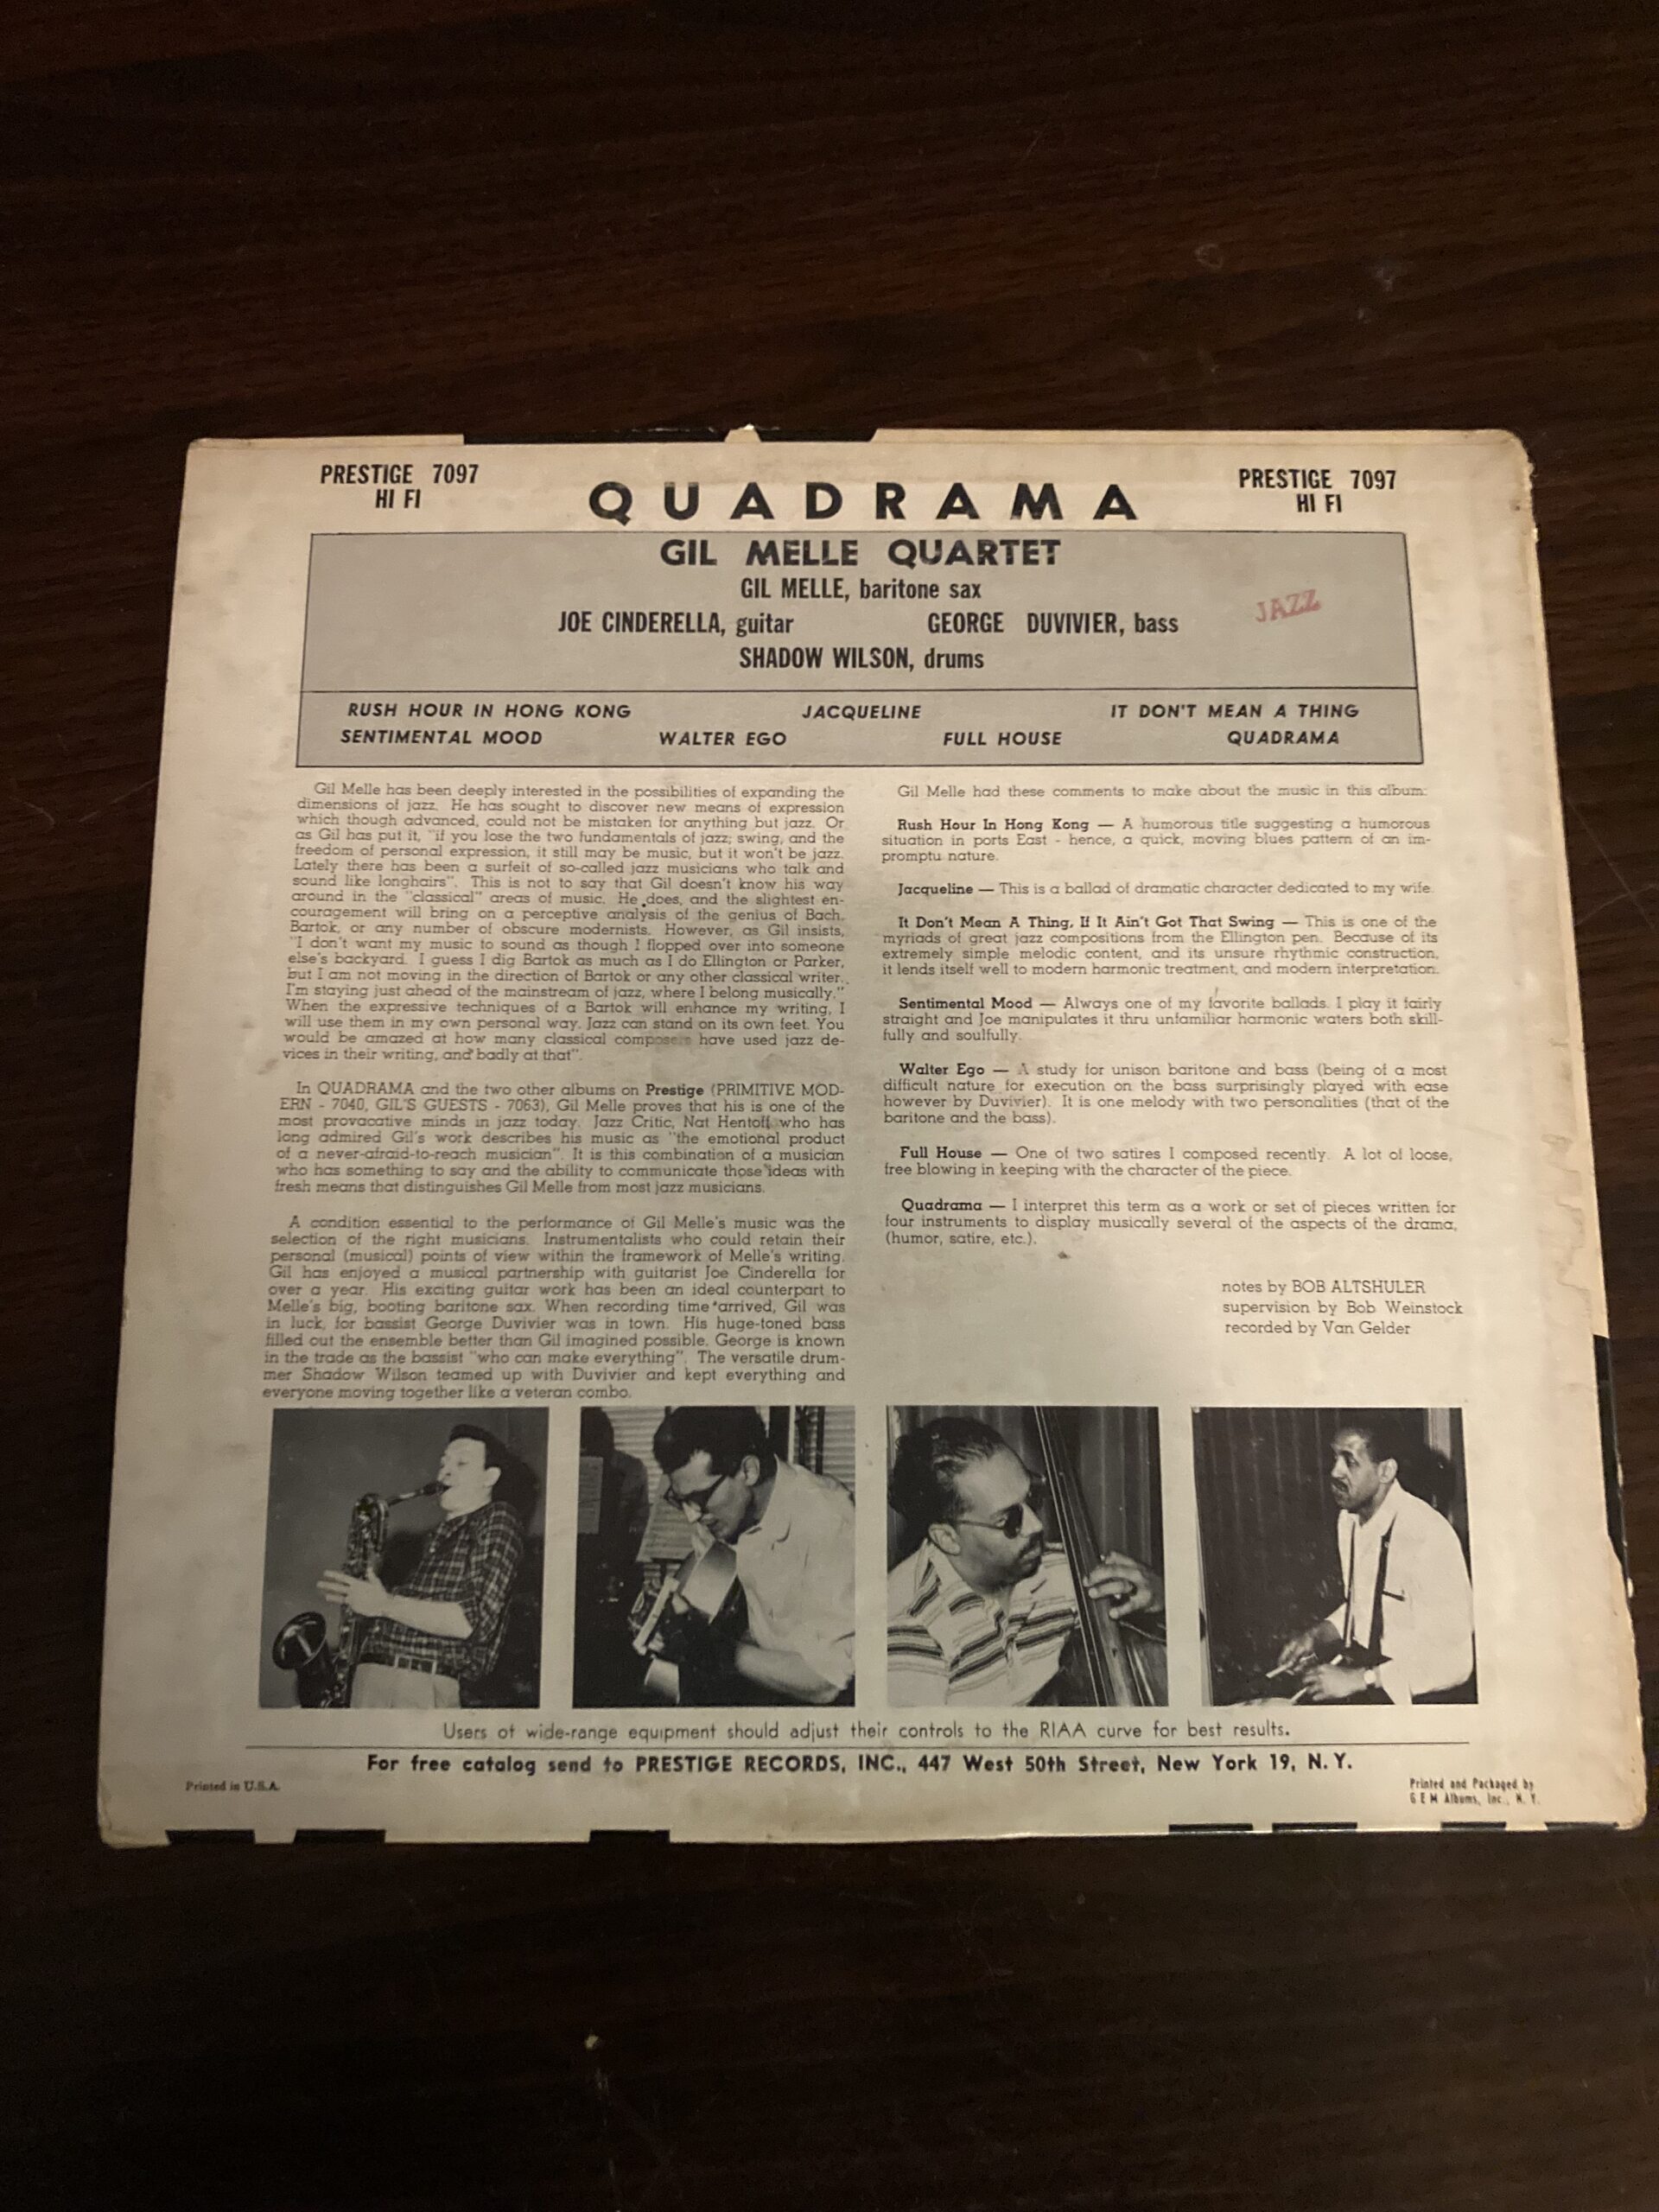 PRESTIGE 7097
HI FI
QUADRAMA
PRESTIGE 7097
HI FI
GIL MELLE QUARTET
GIL MELLE, baritone sax
JOE CINDERELLA, guitar GEORGE DUVIVIER, bass
SHADOW WILSON, drums
JAZZ
RUSH HOUR IN HONG KONG JACQUELINE IT DON'T MEAN A THING
SENTIMENTAL MOOD WALTER EGO FULL HOUSE QUADRAMA
Gil Melle has been deeply interested in the possibilities of expanding the
dimensions of jazz. He has sought to discover new means of expression
which though advanced, could not be mistaken for anything but jazz. Or
as Gil has put it, "if you lose the two fundamentals of jazz; swing, and the
freedom of personal expression, it still may be music, but it won't be jazz.
Lately there has been a surfeit of so-called jazz musicians who talk and
sound like longhairs". This is not to say that Gil doesn't know his way
around in the "classical" areas of music. He does, and the slightest en-
couragement will bring on a perceptive analysis of the genius of Bach,
Bartok, or any number of obscure modernists. However, as Gil insists,
"I don't want my music to sound as though I flopped over into someone
else's backyard. I guess I dig Bartok as much as I do Ellington or Parker,
but I am not moving in the direction of Bartok or any other classical writer.
I'm staying just ahead of the mainstream of jazz, where I belong musically."
When the expressive techniques of a Bartok will enhance my writing, I
will use them in my own personal way. Jazz can stand on its own feet. You
would be amazed at how many classical composers have used jazz de-
vices in their writing, and badly at that".
In QUADRAMA and the two other albums on Prestige (PRIMITIVE MOD-
ERN - 7040, GIL'S GUESTS - 7063), Gil Melle proves that his is one of the
most provocative minds in jazz today. Jazz Critic, Nat Hentoff who has
long admired Gil's work describes his music as "the emotional product
of a never-afraid-to-reach musician". It is this combination of a musician
who has something to say and the ability to communicate those ideas with
fresh means that distinguishes Gil Melle from most jazz musicians.
A condition essential to the performance of Gil Melle's music was the
selection of the right musicians. Instrumentalists who could retain their
personal (musical) points of view within the framework of Melle's writing.
Gil has enjoyed a musical partnership with guitarist Joe Cinderella for
over a year. His exciting guitar work has been an ideal counterpart to
Melle's big, booting baritone sax. When recording time arrived, Gil was
in luck, for bassist George Duvivier was in town. His huge-toned bass
filled out the ensemble better than Gil imagined possible. George is known
in the trade as the bassist "who can make everything". The versatile drum-
mer Shadow Wilson teamed up with Duvivier and kept everything and
everyone moving together like a veteran combo.
Gil Melle had these comments to make about the music in this album:
Rush Hour In Hong Kong — A humorous title suggesting a humorous
situation in ports East - hence, a quick, moving blues pattern of an im-
promptu nature.
Jacqueline — This is a ballad of dramatic character dedicated to my wife.
It Don't Mean A Thing, If It Ain't Got That Swing — This is one of the
myriads of great jazz compositions from the Ellington pen. Because of its
extremely simple melodic content, and its unsure rhythmic construction,
it lends itself well to modern harmonic treatment, and modern interpretation.
Sentimental Mood — Always one of my favorite ballads. I play it fairly
straight and Joe manipulates it thru unfamiliar harmonic waters both skill-
fully and soulfully.
Walter Ego — A study for unison baritone and bass (being of a most
difficult nature for execution on the bass surprisingly played with ease
however by Duvivier). It is one melody with two personalities (that of the
baritone and the bass).
Full House — One of two satires I composed recently. A lot of loose,
free blowing in keeping with the character of the piece.
Quadrama — I interpret this term as a work or set of pieces written for
four instruments to display musically several of the aspects of the drama,
(humor, satire, etc.).
notes by BOB ALTSHULER
supervision by Bob Weinstock
recorded by Van Gelder
Users of wide-range equipment should adjust their controls to the RIAA curve for best results.
For free catalog send to PRESTIGE RECORDS, INC., 447 West 50th Street, New York 19, N. Y.
Printed in U.S.A.
Printed and Packaged by
G E M Albums, Inc., N. Y.